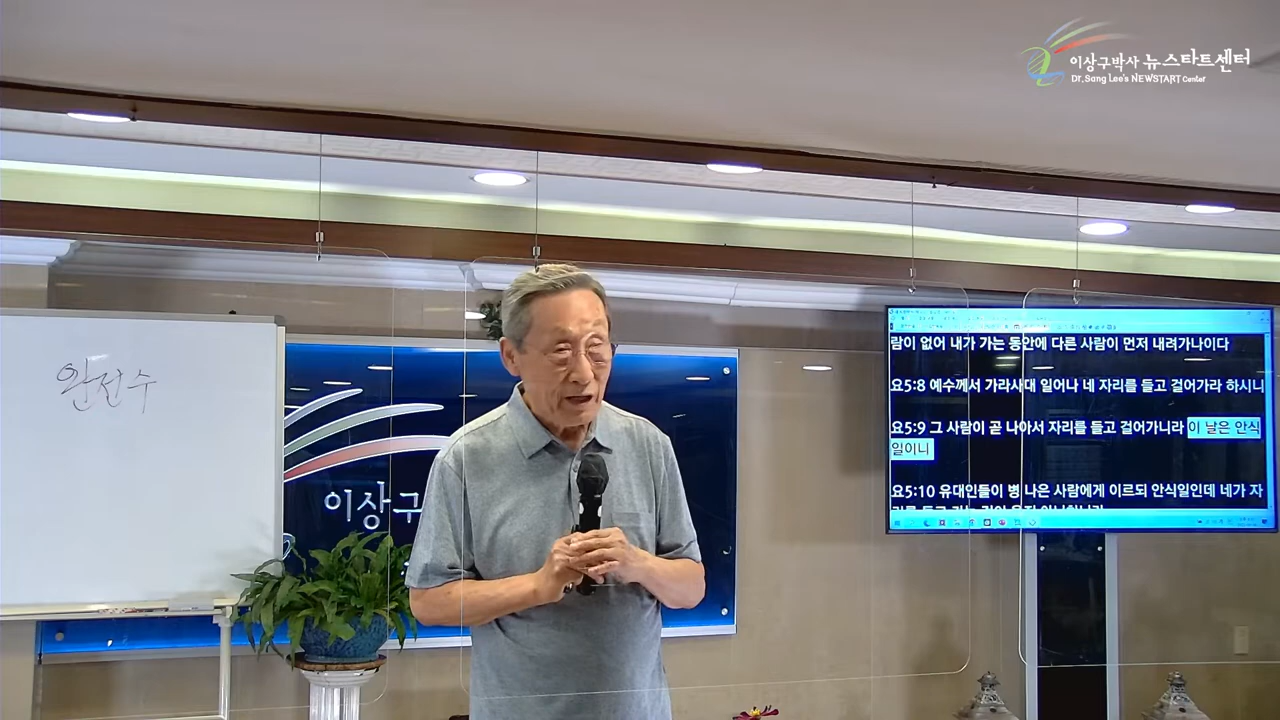 이상구박사 뉴스타트센터
Dr. Sang Lee's NEWSTART Center
완전수
이상구
람이 없어 내가 가는 동안에 다른 사람이 먼저 내려가나이다
요5:8 예수께서 가라사대 일어나 네 자리를 들고 걸어가라 하시니
요5:9 그 사람이 곧 나아서 자리를 들고 걸어가니라 이 날은 안식
일이니
요5:10 유대인들이 병 나은 사람에게 이르되 안식일인데 네가 자